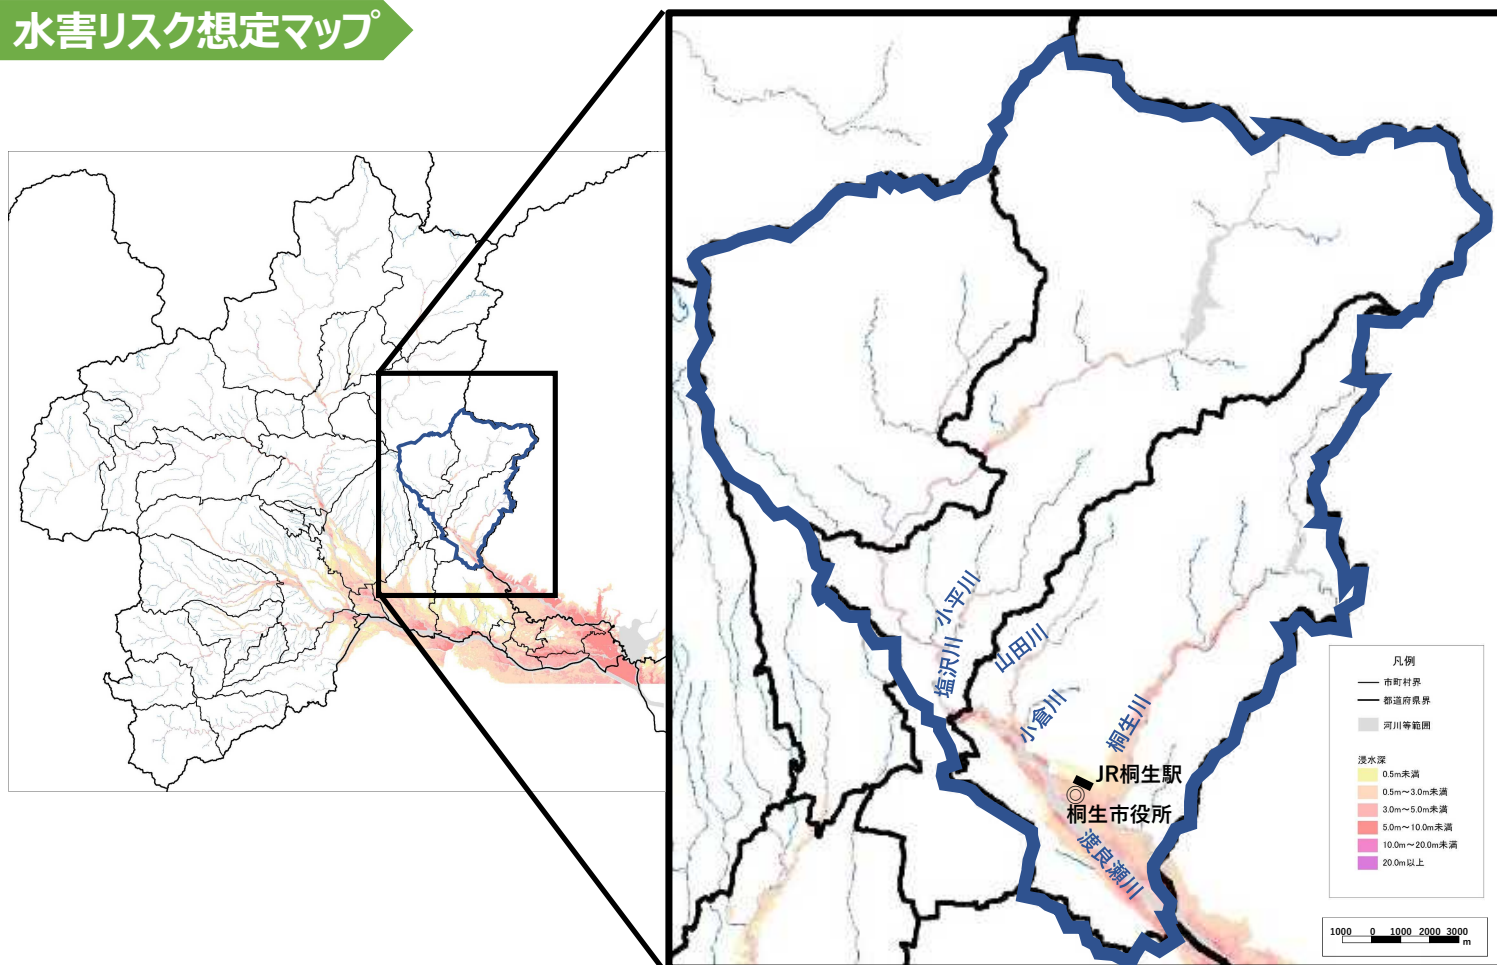 水害リスク想定マップ
小平川
塩沢川
山田川
小倉川
桐生川
JR桐生駅
桐生市役所
渡良瀬川
凡例
市町村界
都道府県界
河川等範囲
浸水深
0.5m未満
0.5m～3.0m未満
3.0m～5.0m未満
5.0m～10.0m未満
10.0m～20.0m未満
20.0m以上
1000 0 1000 2000 3000
m